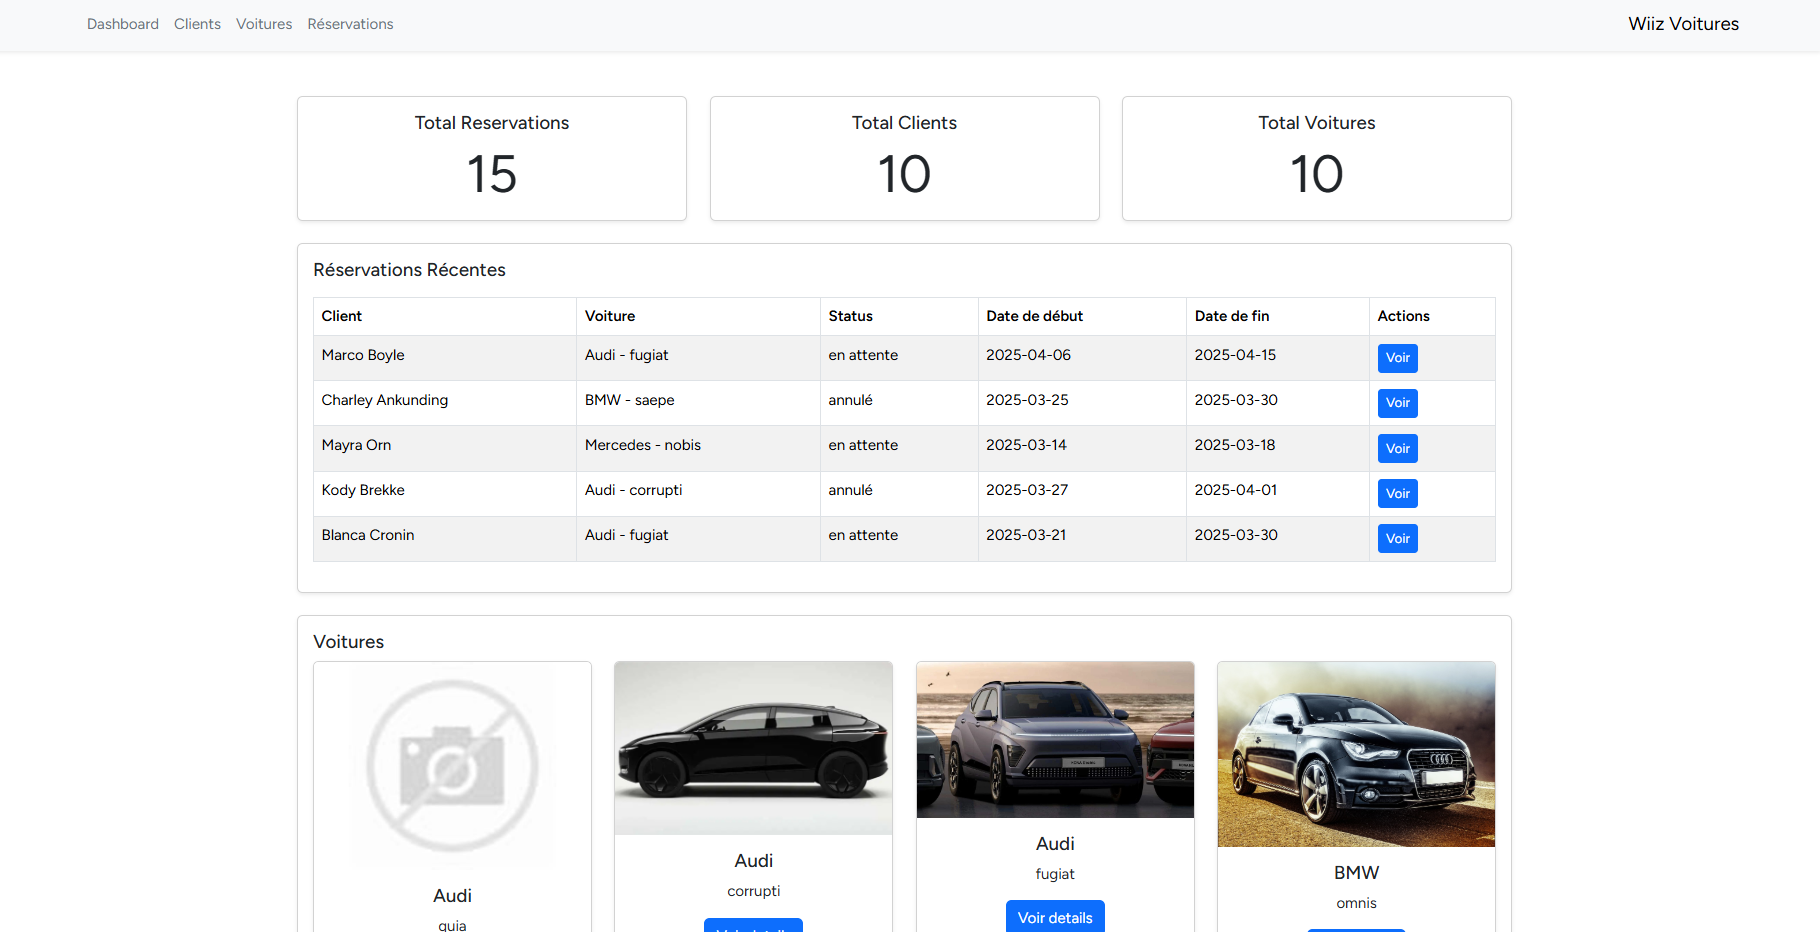 Dashboard Clients Voitures Réservations Wiiz Voitures
Total Reservations
15
Total Clients
10
Total Voitures
10
Réservations Récentes
Client Voiture Status Date de début Date de fin Actions
Marco Boyle Audi - fugiat en attente 2025-04-06 2025-04-15 Voir
Charley Ankunding BMW - saepe annulé 2025-03-25 2025-03-30 Voir
Mayra Orn Mercedes - nobis en attente 2025-03-14 2025-03-18 Voir
Kody Brekke Audi - corrupti annulé 2025-03-27 2025-04-01 Voir
Blanca Cronin Audi - fugiat en attente 2025-03-21 2025-03-30 Voir
Voitures
Audi
quia
Audi
corrupti
Audi
fugiat
Voir details
BMW
omnis